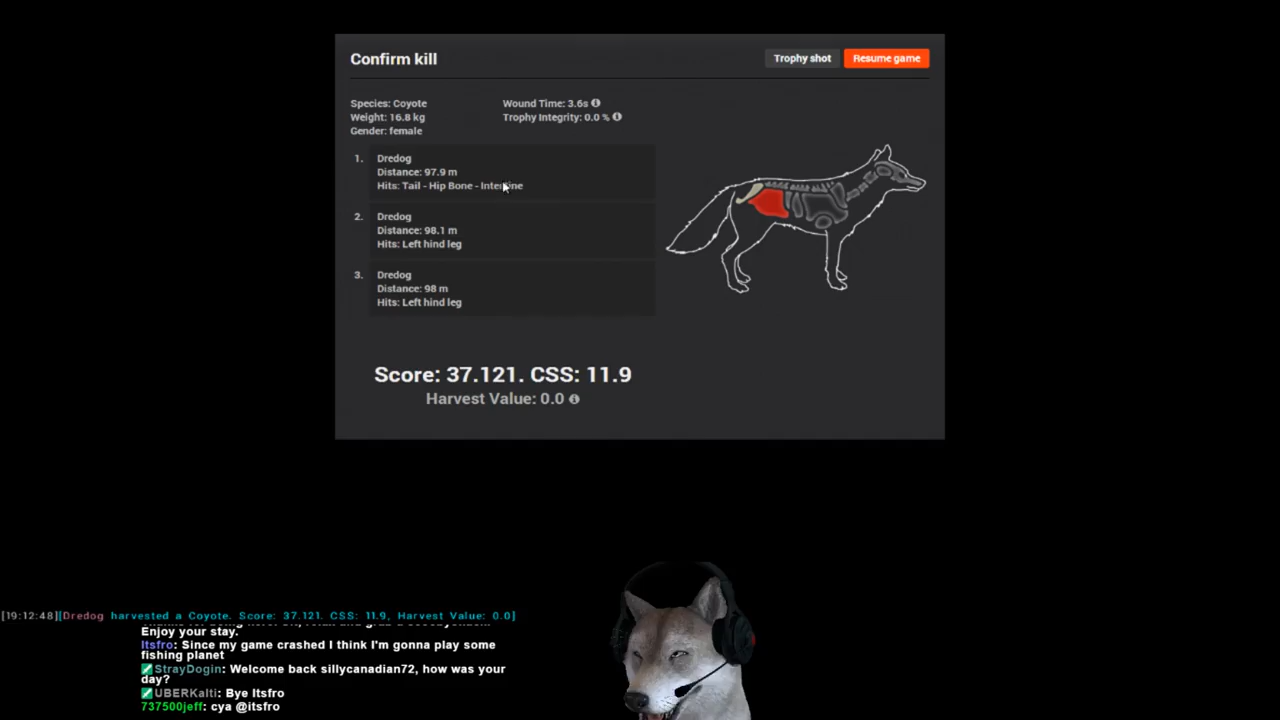 Confirm kill
Trophy shot
Resume game
Species: Coyote
Weight: 16.8 kg
Gender: female
Wound Time: 3.6s
Trophy Integrity: 0.0 %
1. Dredog
Distance: 97.9 m
Hits: Tail - Hip Bone - Intestine
2. Dredog
Distance: 98.1 m
Hits: Left hind leg
3. Dredog
Distance: 98 m
Hits: Left hind leg
Score: 37.121. CSS: 11.9
Harvest Value: 0.0
[19:12:48][Dredog harvested a Coyote. Score: 37.121. CSS: 11.9, Harvest Value: 0.0]
Enjoy your stay.
Itsfro: Since my game crashed I think I'm gonna play some
fishing planet
StrayDogin: Welcome back sillycanadian72, how was your
day?
UBERKalti: Bye Itsfro
737500jeff: cya @itsfro